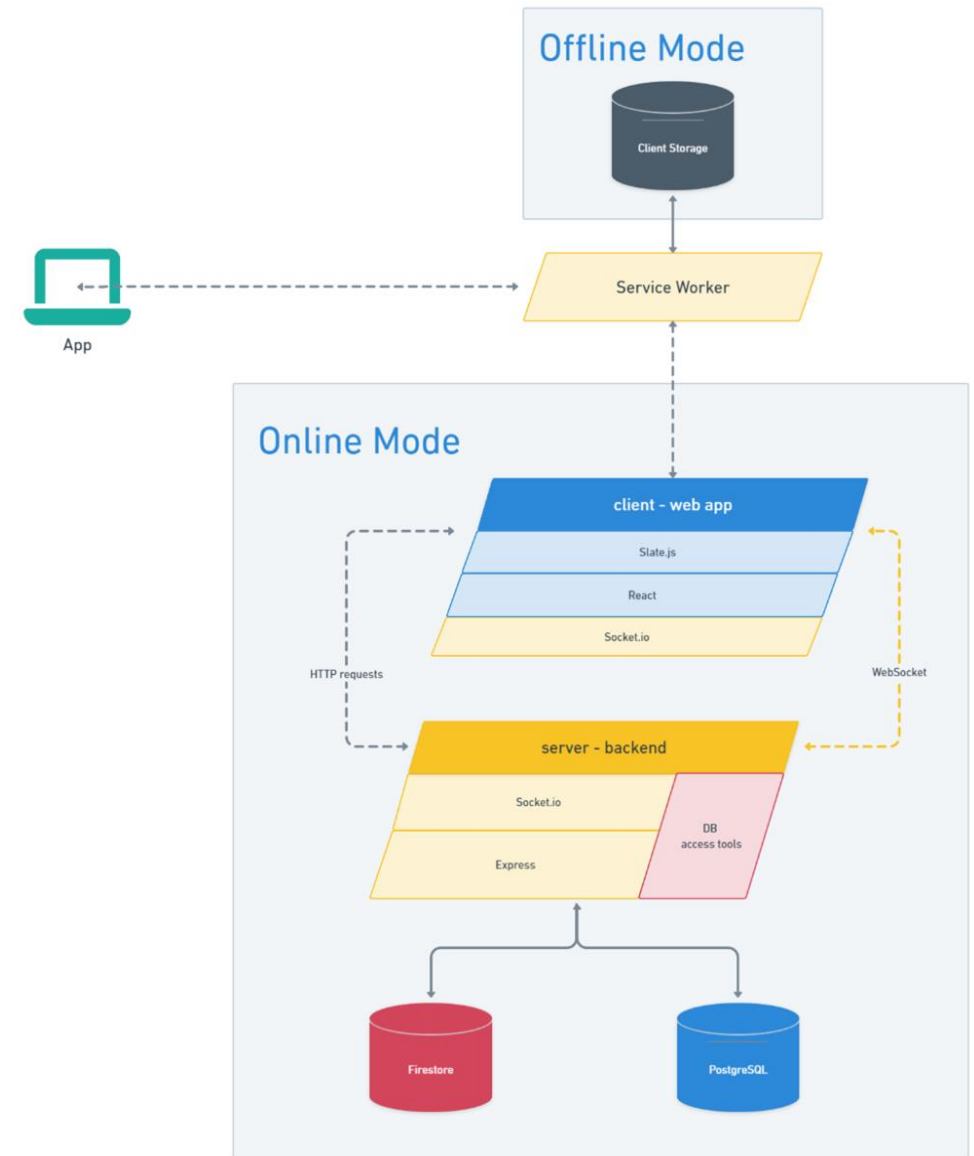 Offline Mode
Client Storage
Service Worker
App
Online Mode
client - web app
Slate.js
React
Socket.io
HTTP requests
WebSocket
server - backend
Socket.io
DB
access tools
Express
Firestore
PostgreSQL